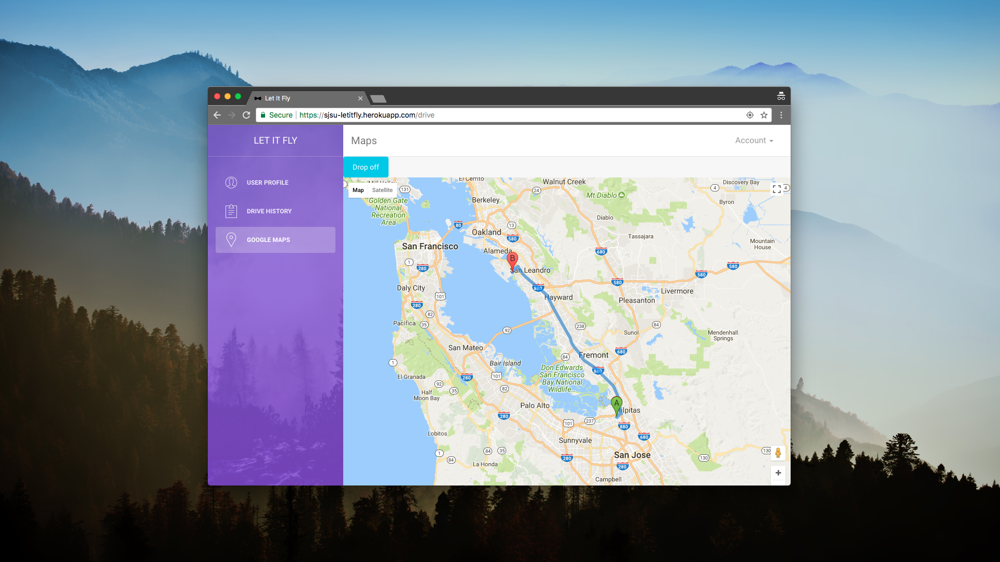 Let It Fly
Secure
https://sjsu-letitfly.herokuapp.com/drive
LET IT FLY
Maps
Account
USER PROFILE
DRIVE HISTORY
GOOGLE MAPS
Drop off
Map
Satellite
Mill Valley
131
El Cerrito
Walnut Creek
24
4
Discovery Bay
4
Golden Gate
National
Recreation
Area
Berkeley
Mt Diablo
Byron
Diablo
80
13
Oakland
580
Tassajara
Mountain
House
San Francisco
Alameda
680
B
1
280
San Leandro
580
580
580
Daly City
880
Livermore
101
Hayward
Pleasanton
280
82
Pacifica
35
92
238
Sunol
84
Mendenhall
Springs
San Mateo
680
Fremont
84
1
Bair Island
Don Edwards
San Francisco
Bay National
Wildlife...
880
El Granada
280
101
92
35
82
Half
Moon Bay
Palo Alto
A
Milpitas
280
237
101
880
Lobitos
680
Sunnyvale
84
35
1
84
La Honda
280
San Jose
130
130
280
Campbell